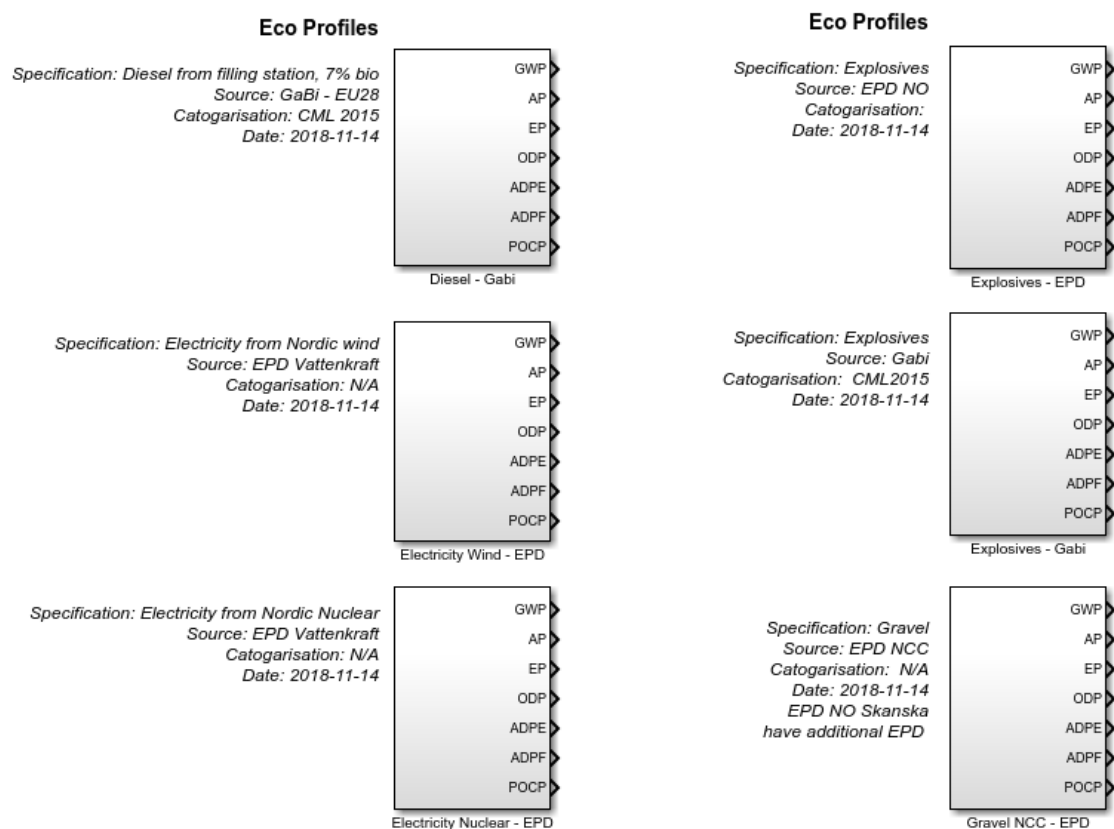 Eco Profiles
Specification: Diesel from filling station, 7% bio
Source: GaBi - EU28
Catogarisation: CML 2015
Date: 2018-11-14
GWP
AP
EP
ODP
ADPE
ADPF
POCP
Diesel - Gabi
Specification: Electricity from Nordic wind
Source: EPD Vattenkraft
Catogarisation: N/A
Date: 2018-11-14
GWP
AP
EP
ODP
ADPE
ADPF
POCP
Electricity Wind - EPD
Specification: Electricity from Nordic Nuclear
Source: EPD Vattenkraft
Catogarisation: N/A
Date: 2018-11-14
GWP
AP
EP
ODP
ADPE
ADPF
POCP
Electricity Nuclear - EPD
Eco Profiles
Specification: Explosives
Source: EPD NO
Catogarisation:
Date: 2018-11-14
GWP
AP
EP
ODP
ADPE
ADPF
POCP
Explosives - EPD
Specification: Explosives
Source: Gabi
Catogarisation: CML2015
Date: 2018-11-14
GWP
AP
EP
ODP
ADPE
ADPF
POCP
Explosives - Gabi
Specification: Gravel
Source: EPD NCC
Catogarisation: N/A
Date: 2018-11-14
EPD NO Skanska
have additional EPD
GWP
AP
EP
ODP
ADPE
ADPF
POCP
Gravel NCC - EPD